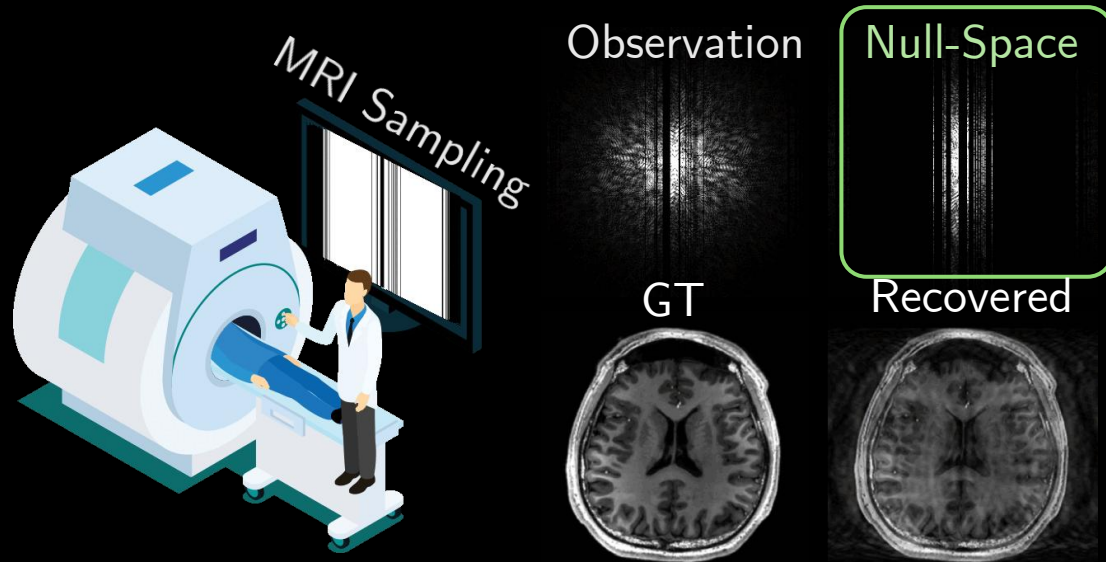 MRI Sampling
Observation
Null-Space
GT
Recovered